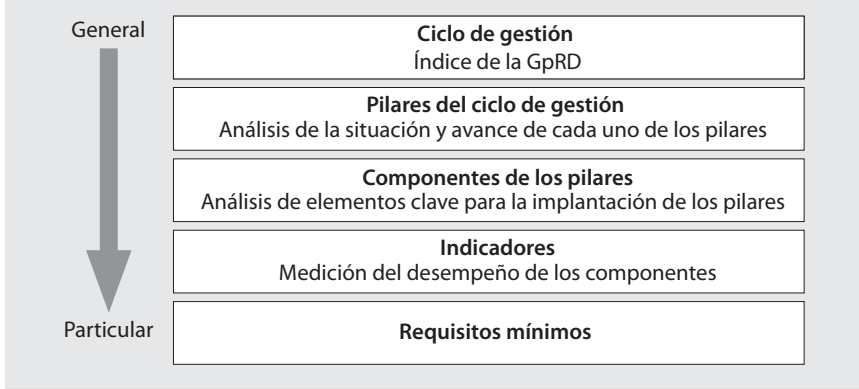 General
Ciclo de gestión
Índice de la GpRD
Pilares del ciclo de gestión
Análisis de la situación y avance de cada uno de los pilares
Componentes de los pilares
Análisis de elementos clave para la implantación de los pilares
Indicadores
Medición del desempeño de los componentes
Particular
Requisitos mínimos